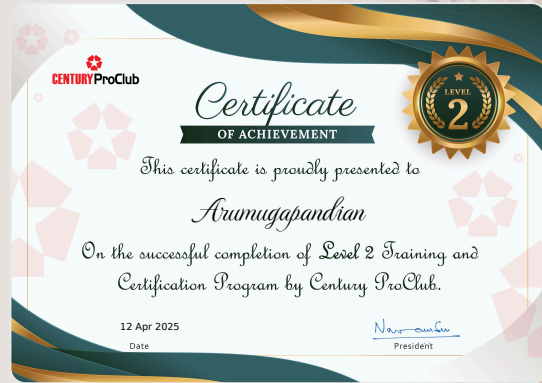 CENTURY ProClub
Certificate
OF ACHIEVEMENT
LEVEL
2
This certificate is proudly presented to
Arumugapandian
On the successful completion of Level 2 Training and
Certification Program by Century ProClub.
12 Apr 2025
Date
President